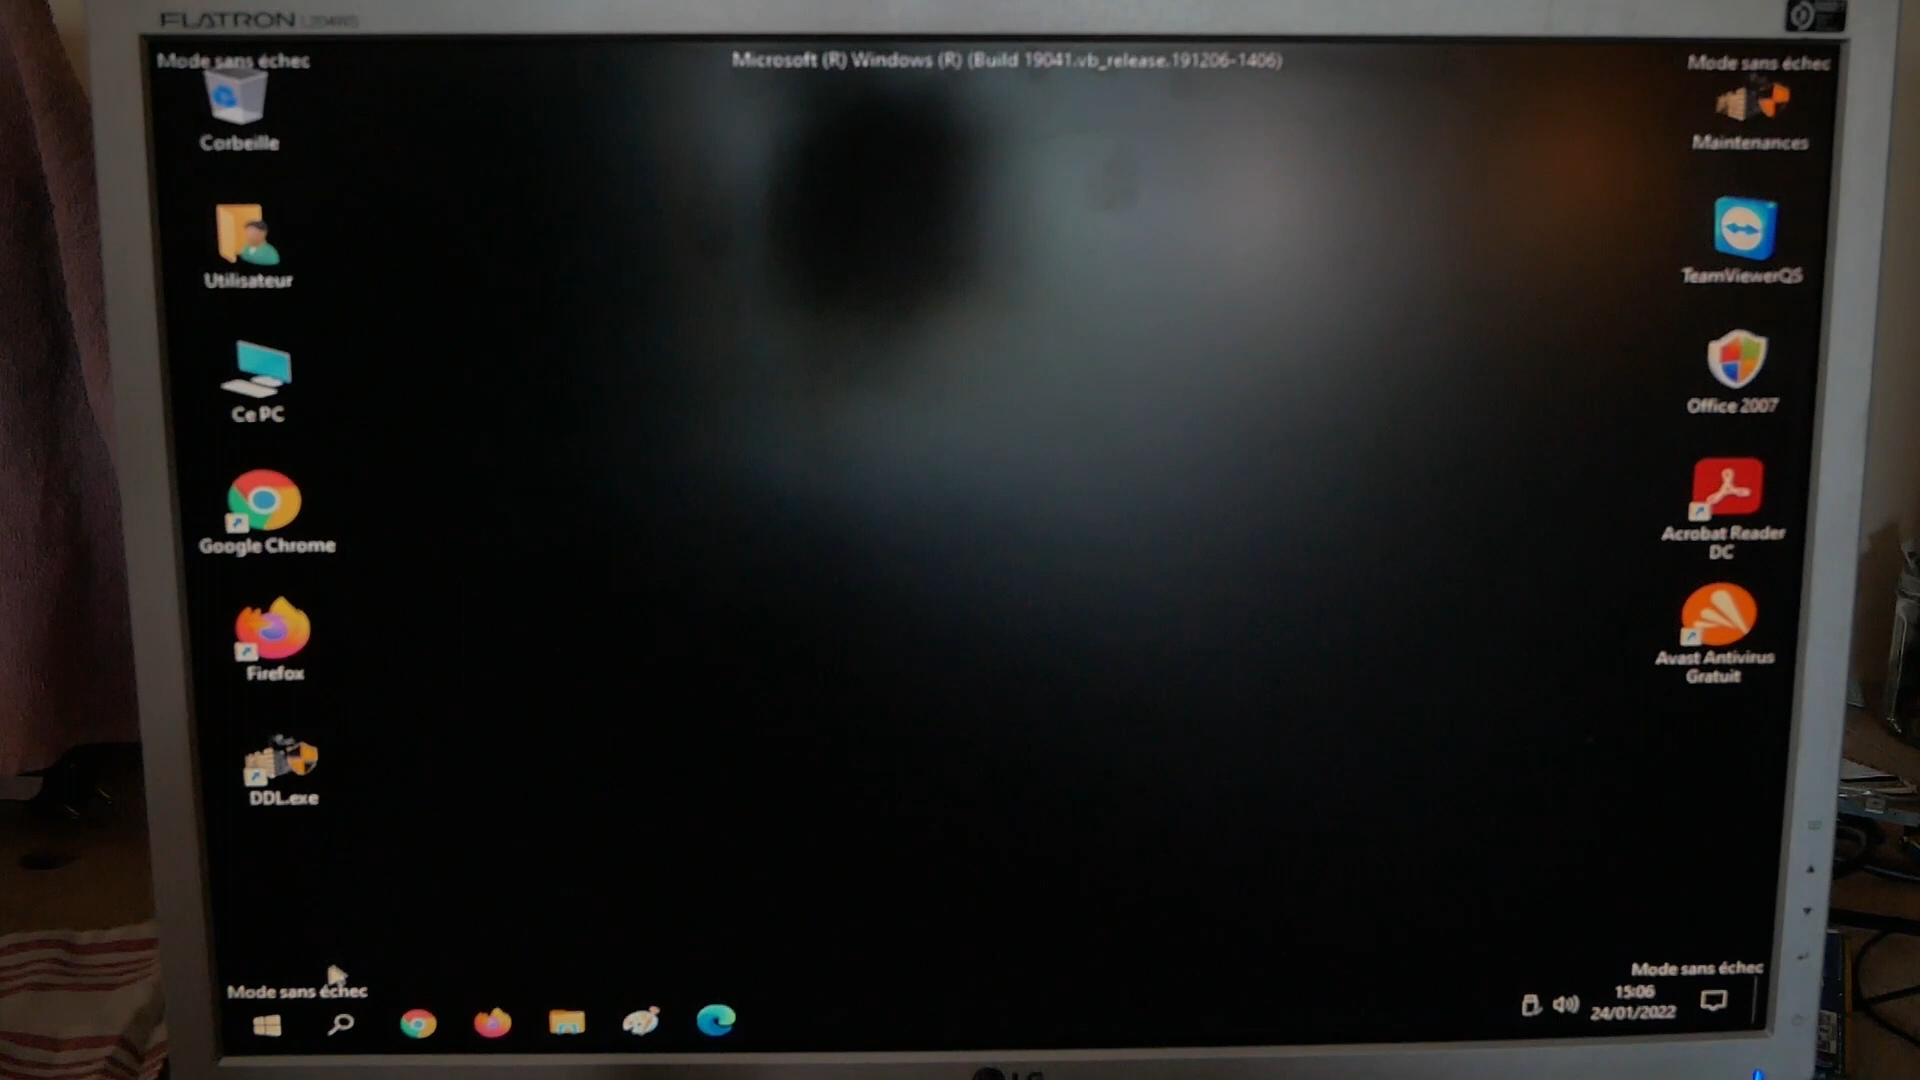 FLATRON
Mode sans échec
Microsoft (R) Windows (R) (Build 19041.vb_release.191206-1406)
Mode sans échec
Corbeille
Utilisateur
Ce PC
Google Chrome
Firefox
DDL.exe
Maintenances
TeamViewerQS
Office 2007
Acrobat Reader
DC
Avast Antivirus
Gratuit
Mode sans échec
Mode sans échec
15:06
24/01/2022